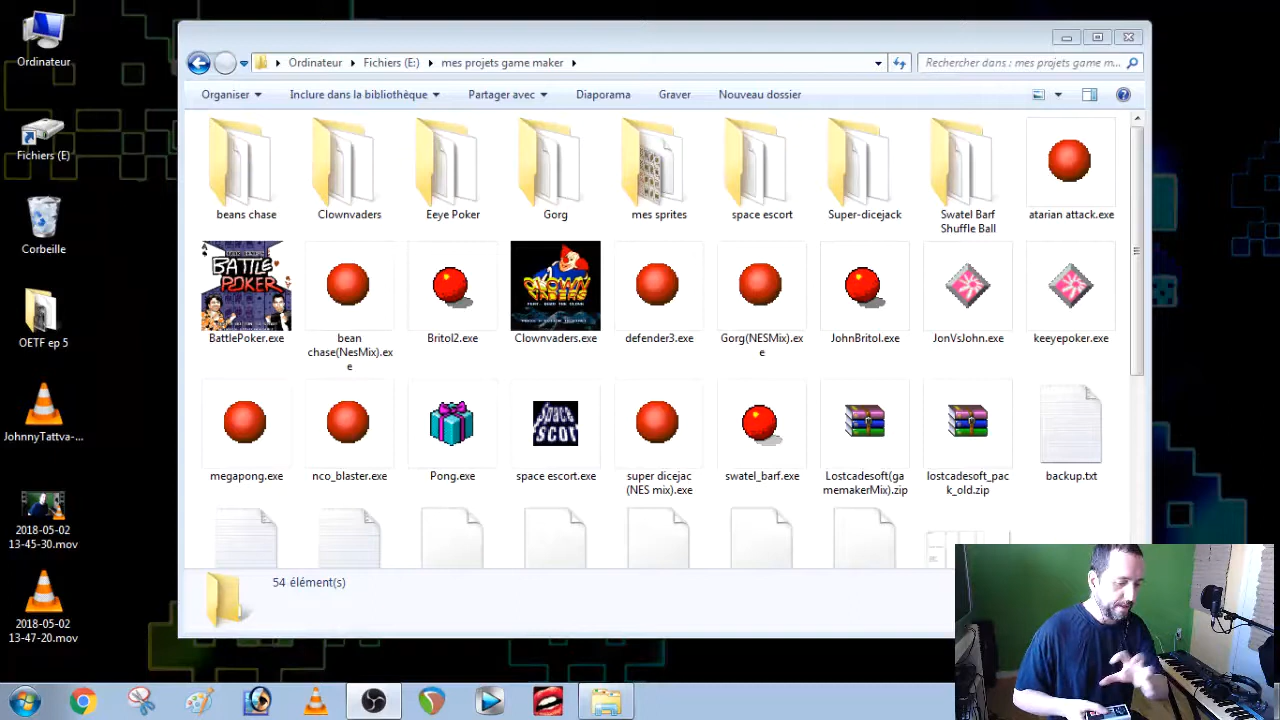 Ordinateur
Fichiers (E)
Corbeille
OETF ep 5
JohnnyTattva-...
2018-05-02
13-45-30.mov
2018-05-02
13-47-20.mov
Ordinateur
Fichiers (E:)
mes projets game maker
Rechercher dans : mes projets game m...
Organiser
Inclure dans la bibliothèque
Partager avec
Diaporama
Graver
Nouveau dossier
beans chase
Clownvaders
Eeye Poker
Gorg
mes sprites
space escort
Super-dicejack
Swatel Barf
Shuffle Ball
atarian attack.exe
BATTLE
POKER
BattlePoker.exe
bean
chase(NesMix).ex
e
Britol2.exe
Clownvaders.exe
defender3.exe
Gorg(NESMix).ex
e
JohnBritol.exe
JonVsJohn.exe
keeyepoker.exe
megapong.exe
nco_blaster.exe
Pong.exe
space escort.exe
super dicejac
(NES mix).exe
swatel_barf.exe
Lostcadesoft(ga
memakerMix).zip
lostcadesoft_pac
k_old.zip
backup.txt
54 élément(s)